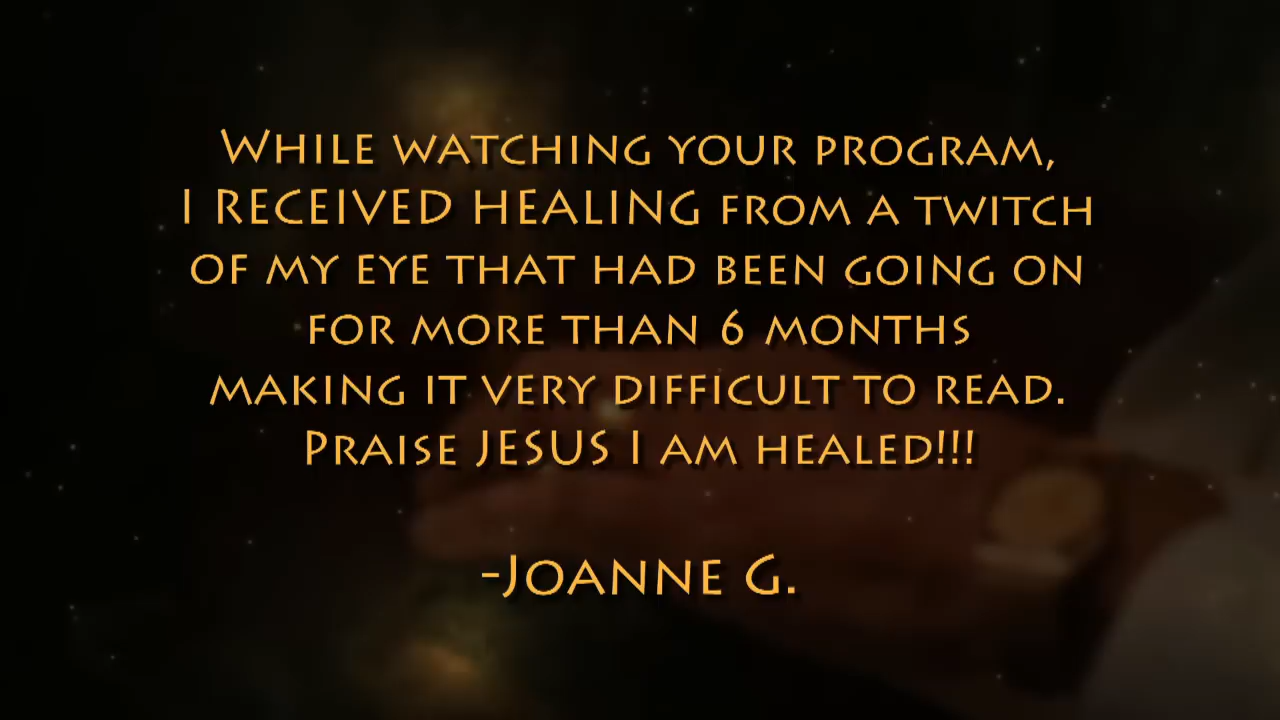 While watching your program,
I RECEIVED HEALING from a twitch
of my eye that had been going on
for more than 6 months
making it very difficult to read.
Praise JESUS I am healed!!!
-Joanne G.